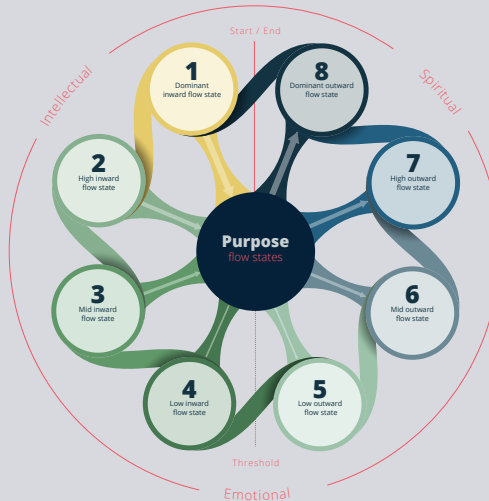 Start / End
Intellectual
Spiritual
1
Dominant
inward flow state
8
Dominant outward
flow state
2
High inward
flow state
7
High outward
flow state
Purpose
flow states
3
Mid inward
flow state
6
Mid outward
flow state
4
Low inward
flow state
5
Low outward
flow state
Threshold
Emotional